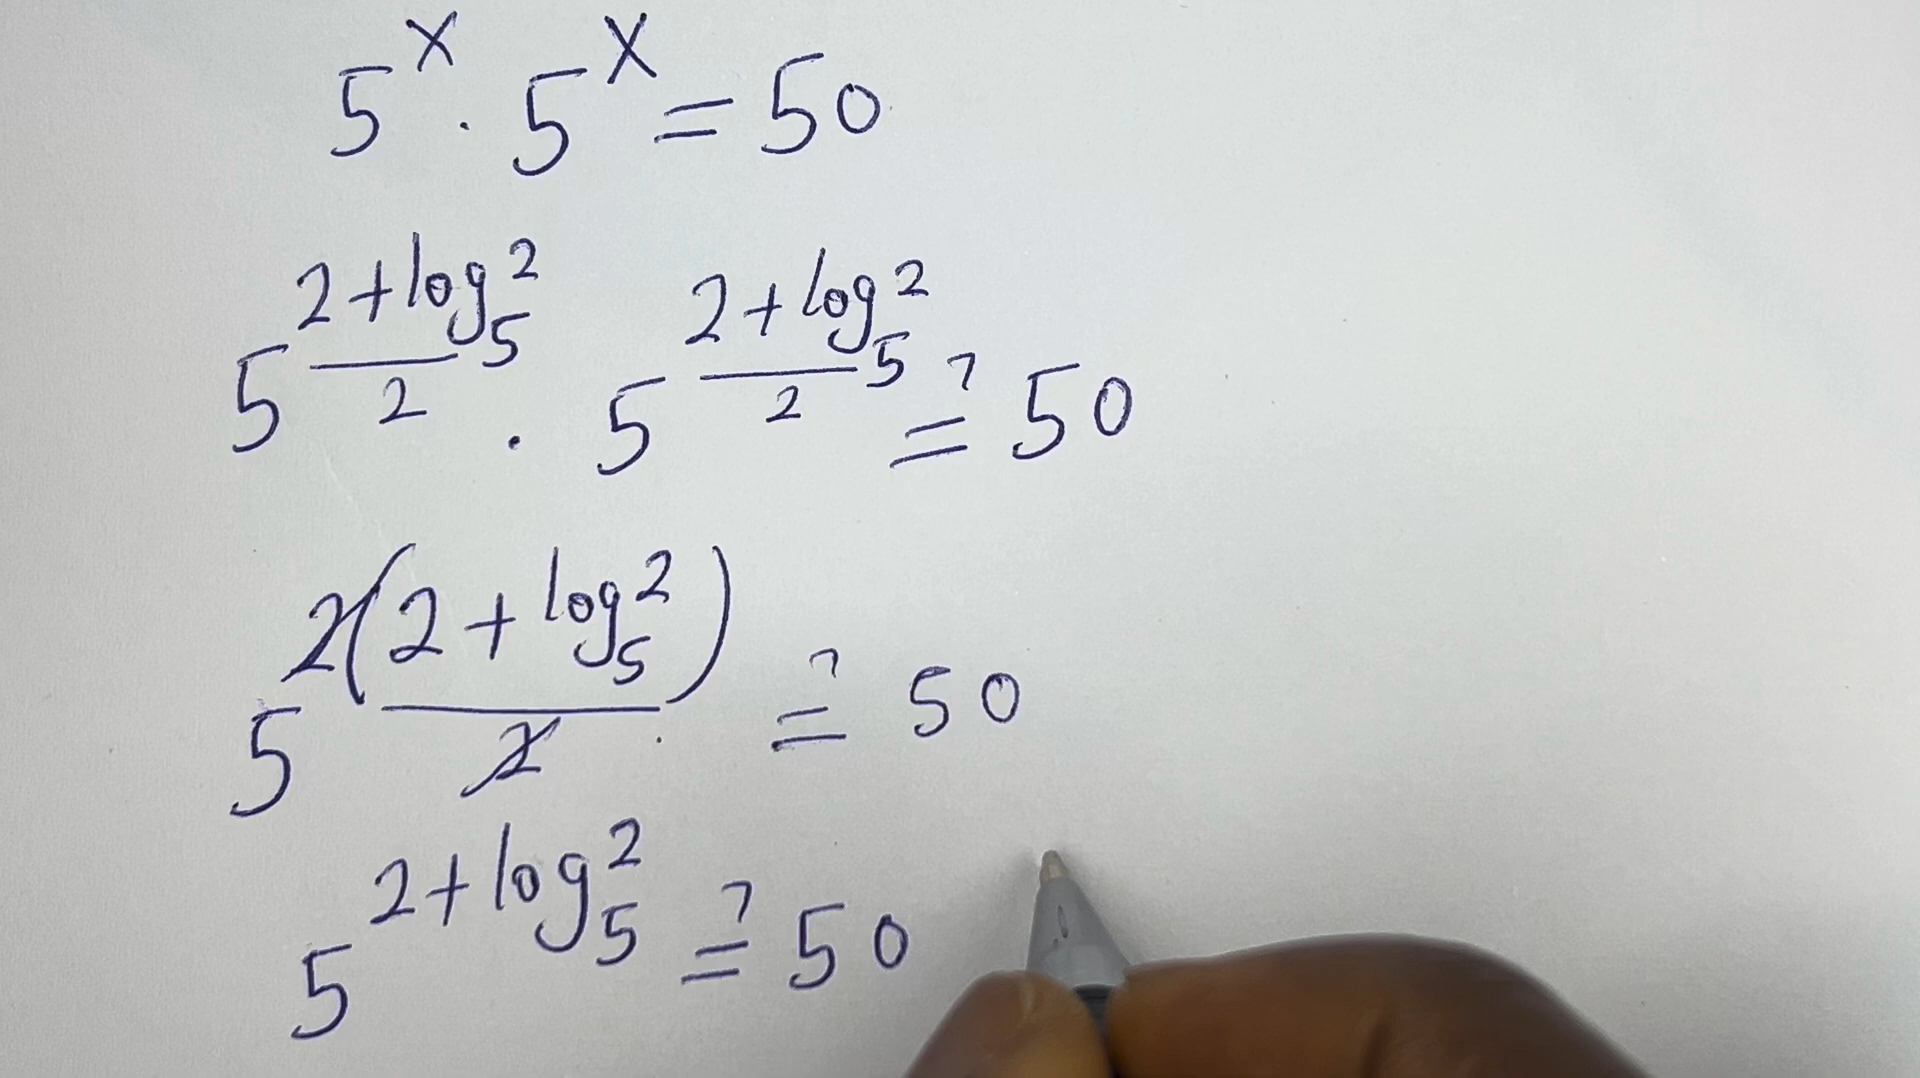 5^x · 5^x = 50
5^((2+log_5 2)/2) · 5^((2+log_5 2)/2) ≟ 50
5^(2(2+log_5 2)/2) ≟ 50
5^(2+log_5 2) ≟ 50